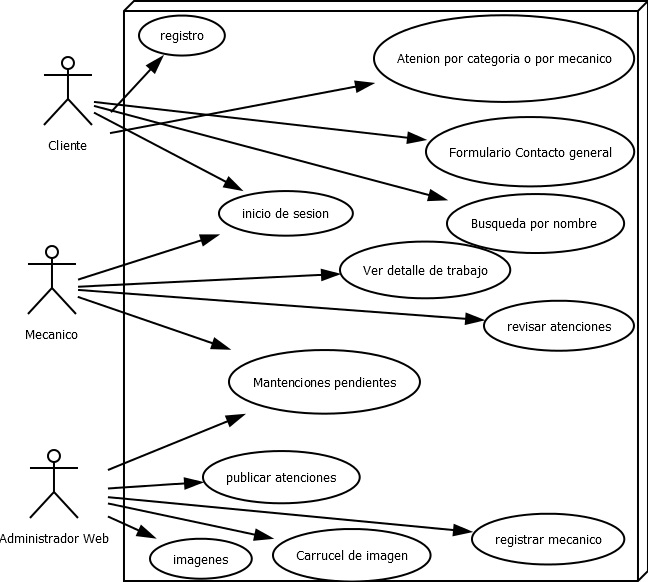 registro
Atenion por categoria o por mecanico
Cliente
Formulario Contacto general
inicio de sesion
Busqueda por nombre
Ver detalle de trabajo
Mecanico
revisar atenciones
Mantenciones pendientes
publicar atenciones
Administrador Web
registrar mecanico
imagenes
Carrucel de imagen